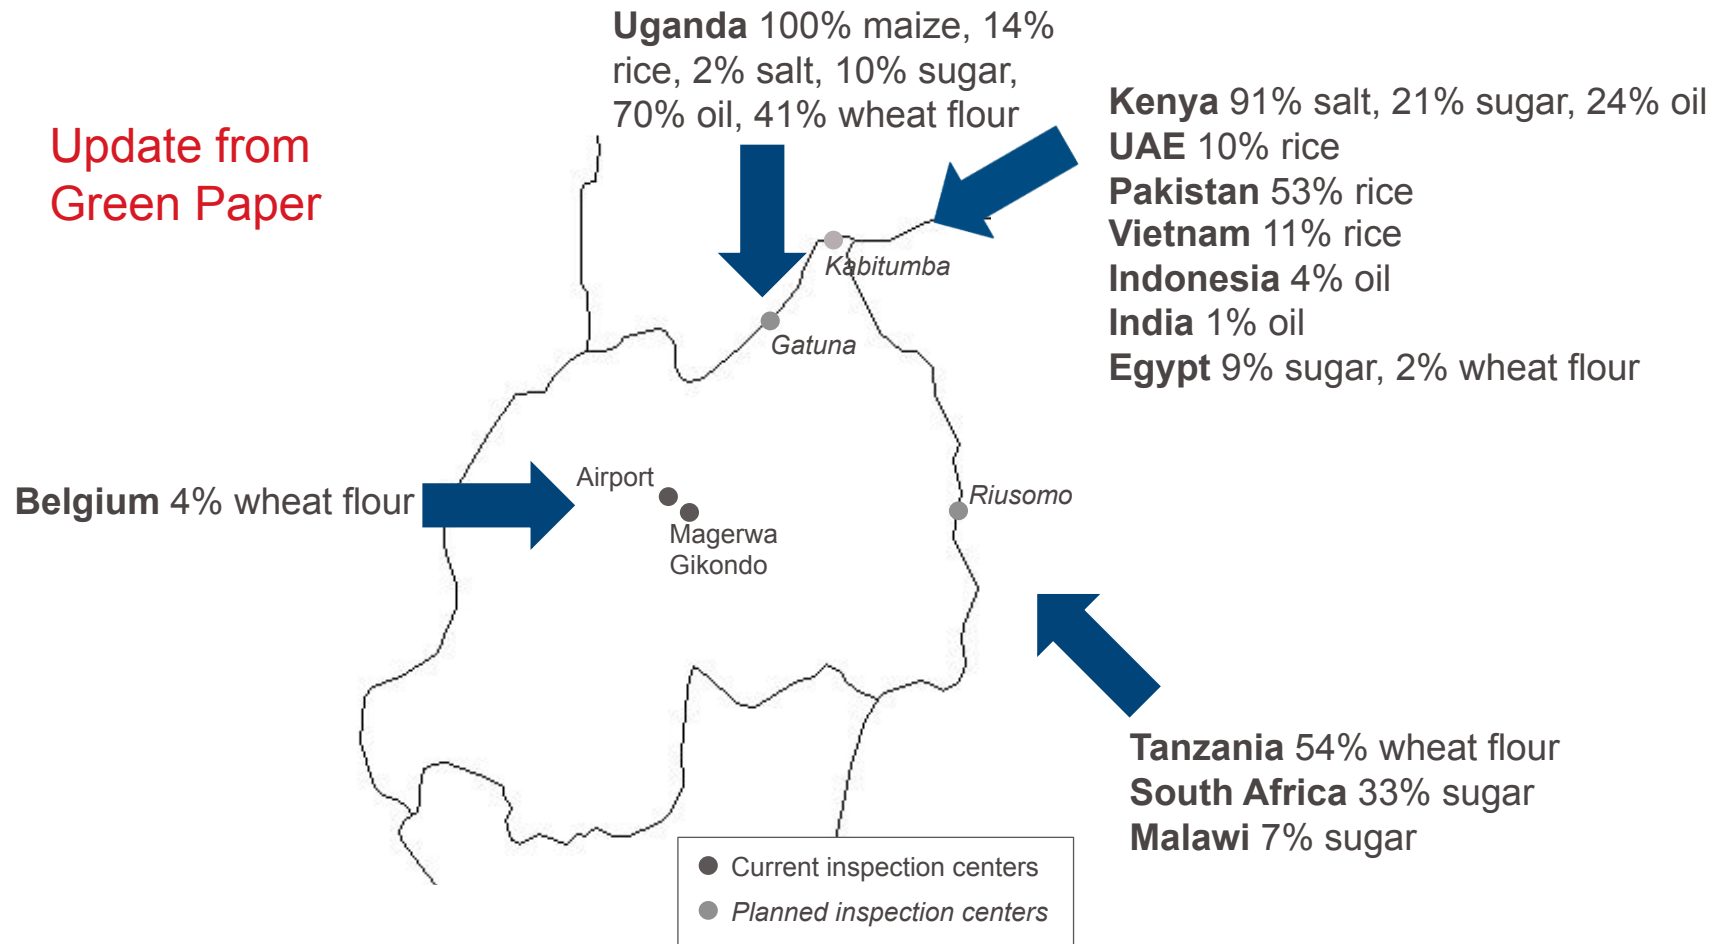 Uganda 100% maize, 14%
rice, 2% salt, 10% sugar,
70% oil, 41% wheat flour
Update from
Green Paper
Kenya 91% salt, 21% sugar, 24% oil
UAE 10% rice
Pakistan 53% rice
Vietnam 11% rice
Indonesia 4% oil
India 1% oil
Egypt 9% sugar, 2% wheat flour
Kabitumba
Gatuna
Belgium 4% wheat flour
Airport
Magerwa
Gikondo
Riusomo
Tanzania 54% wheat flour
South Africa 33% sugar
Malawi 7% sugar
Current inspection centers
Planned inspection centers